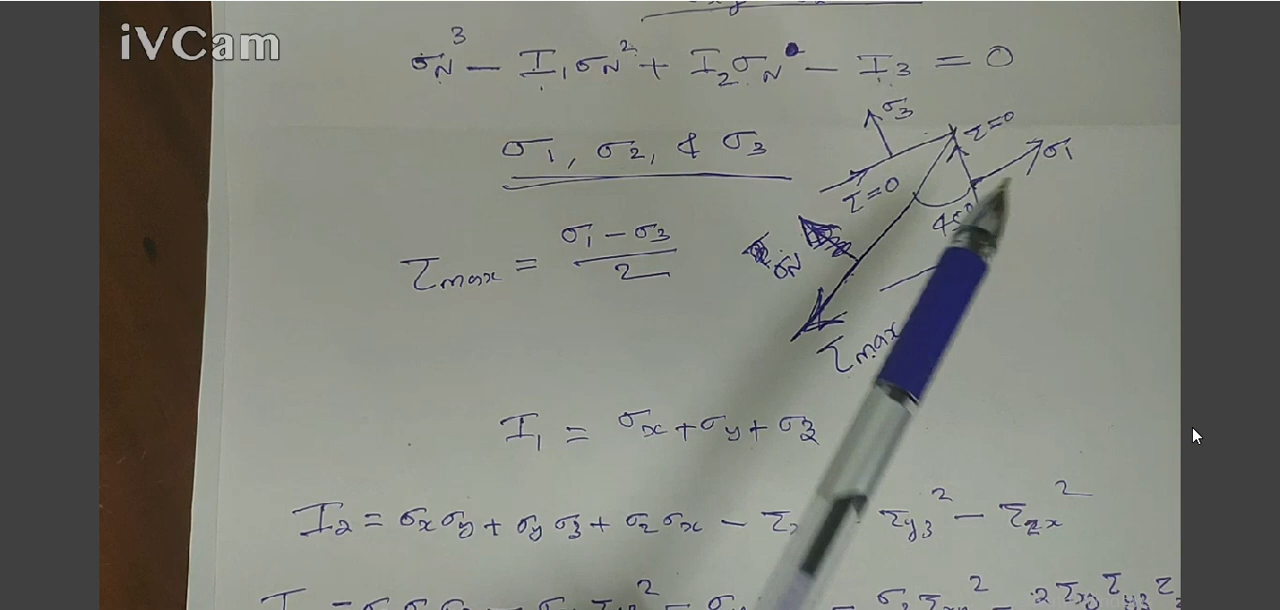 iVCam
σN³ – I₁σN² + I₂σN – I₃ = 0
σ₁, σ₂, & σ₃
σ₃
τ=0
σ₁
τ=0
45°
τmax = (σ₁ – σ₃)/2
σN
τmax
I₁ = σx + σy + σz
I₂ = σxσy + σyσz + σzσx – τyz² – τzx²